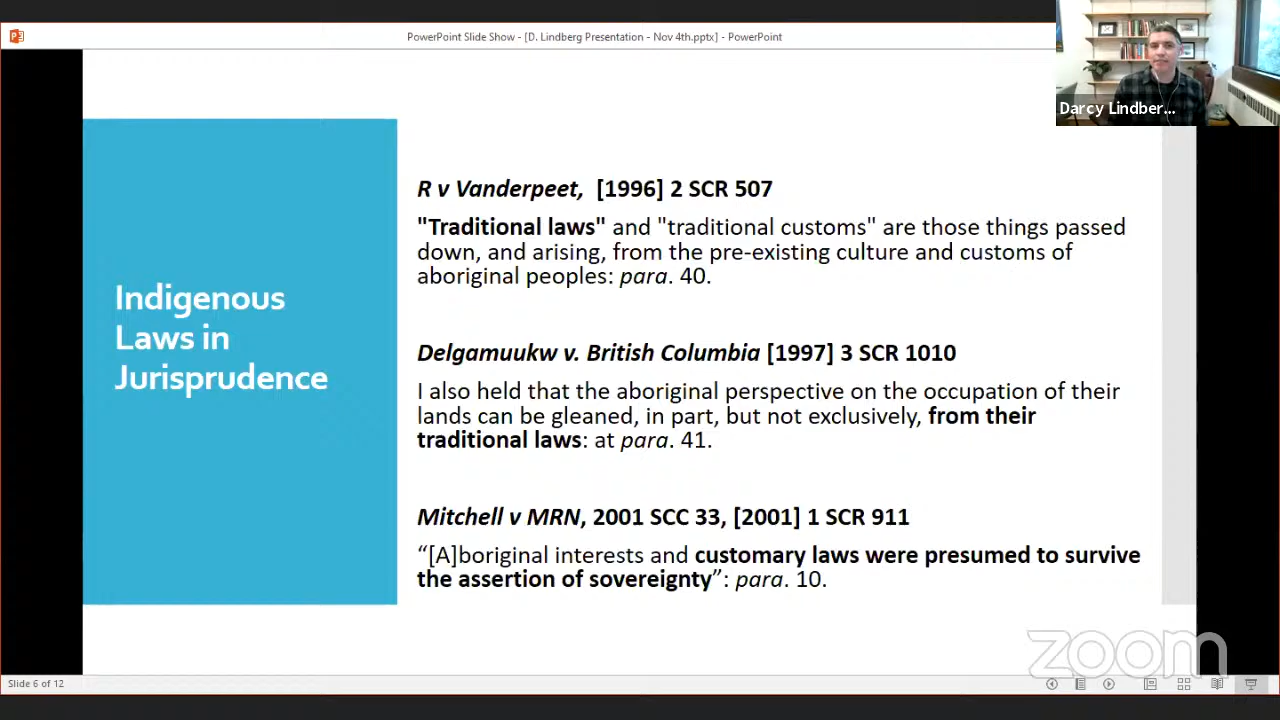 PowerPoint Slide Show - [D. Lindberg Presentation - Nov 4th.pptx] - PowerPoint
Darcy Lindber...
Indigenous
Laws in
Jurisprudence
R v Vanderpeet, [1996] 2 SCR 507
"Traditional laws" and "traditional customs" are those things passed
down, and arising, from the pre-existing culture and customs of
aboriginal peoples: para. 40.
Delgamuukw v. British Columbia [1997] 3 SCR 1010
I also held that the aboriginal perspective on the occupation of their
lands can be gleaned, in part, but not exclusively, from their
traditional laws: at para. 41.
Mitchell v MRN, 2001 SCC 33, [2001] 1 SCR 911
“[A]boriginal interests and customary laws were presumed to survive
the assertion of sovereignty”: para. 10.
zoom
Slide 6 of 12